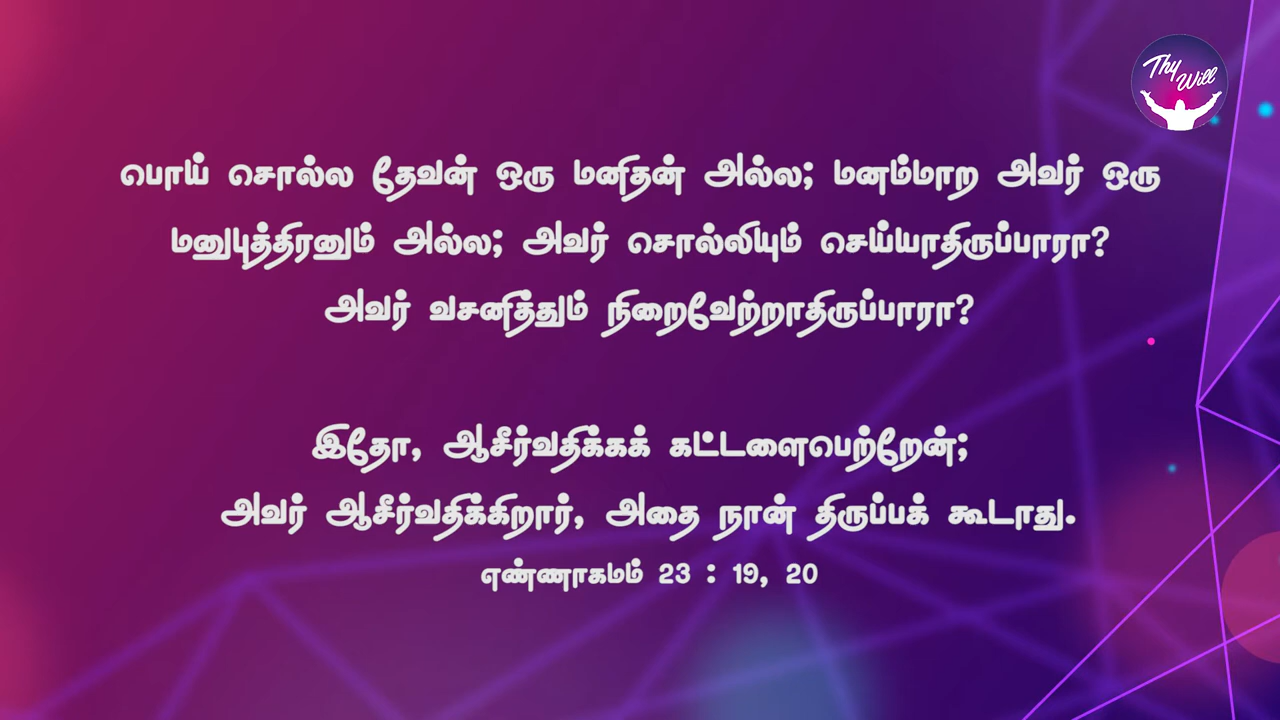 Thy Will
பொய் சொல்ல தேவன் ஒரு மனிதன் அல்ல; மனம்மாற அவர் ஒரு
மனுபுத்திரனும் அல்ல; அவர் சொல்லியும் செய்யாதிருப்பாரா?
அவர் வசனித்தும் நிறைவேற்றாதிருப்பாரா?
இதோ, ஆசீர்வதிக்கக் கட்டளைபெற்றேன்;
அவர் ஆசீர்வதிக்கிறார், அதை நான் திருப்பக் கூடாது.
எண்ணாகமம் 23 : 19, 20